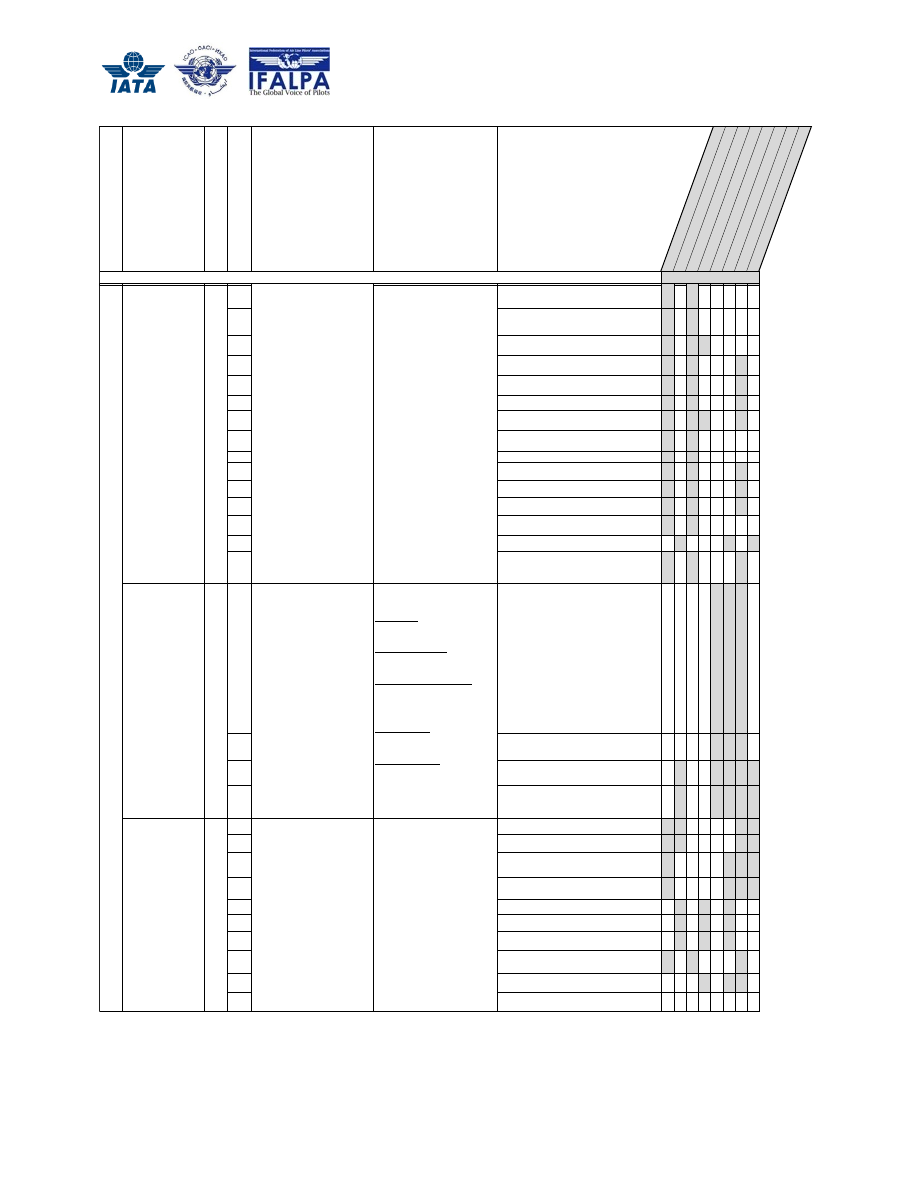 IATA
ICAO · OACI · ИКАО
International Federation of Air Line Pilots' Associations
IFALPA
The Global Voice of Pilots